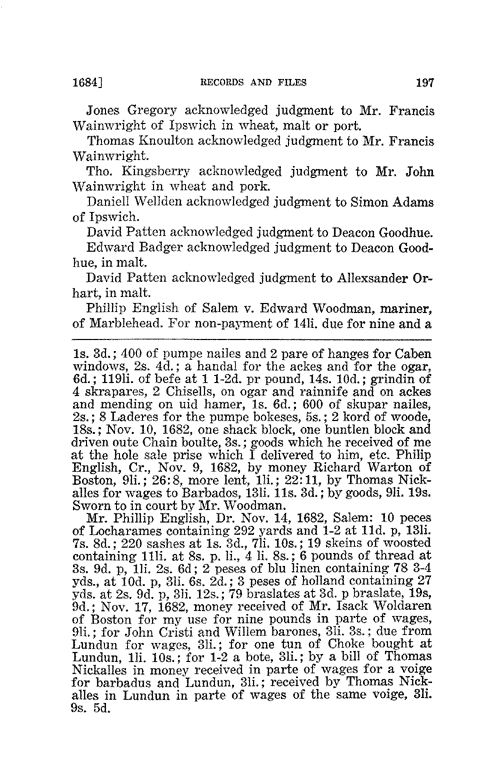 1684] RECORDS AND FILES 197
Jones Gregory acknowledged judgment to Mr. Francis
Wainwright of Ipswich in wheat, malt or port.
Thomas Knoulton acknowledged judgment to Mr. Francis
Wainwright.
Tho. Kingsberry acknowledged judgment to Mr. John
Wainwright in wheat and pork.
Daniell Wellden acknowledged judgment to Simon Adams
of Ipswich.
David Patten acknowledged judgment to Deacon Goodhue.
Edward Badger acknowledged judgment to Deacon Good-
hue, in malt.
David Patten acknowledged judgment to Allexsander Or-
hart, in malt.
Phillip English of Salem v. Edward Woodman, mariner,
of Marblehead. For non-payment of 14li. due for nine and a
1s. 3d.; 400 of pumpe nailes and 2 pare of hanges for Caben
windows, 2s. 4d.; a handal for the ackes and for the ogar,
6d.; 119li. of befe at 1 1-2d. pr pound, 14s. 10d.; grindin of
4 skrapares, 2 Chisells, on ogar and rainnife and on ackes
and mending on uid hamer, 1s. 6d.; 600 of skupar nailes,
2s.; 8 Laderes for the pumpe bokeses, 5s.; 2 kord of woode,
18s.; Nov. 10, 1682, one shack block, one buntlen block and
driven oute Chain boulte, 3s.; goods which he received of me
at the hole sale prise which I delivered to him, etc. Philip
English, Cr., Nov. 9, 1682, by money Richard Warton of
Boston, 9li.; 26:8, more lent, 1li.; 22:11, by Thomas Nick-
alles for wages to Barbados, 13li. 11s. 3d.; by goods, 9li. 19s.
Sworn to in court by Mr. Woodman.
Mr. Phillip English, Dr. Nov. 14, 1682, Salem: 10 peces
of Locharames containing 292 yards and 1-2 at 11d. p, 13li.
7s. 8d.; 220 sashes at 1s. 3d., 7li. 10s.; 19 skeins of woosted
containing 11li. at 8s. p. li., 4 li. 8s.; 6 pounds of thread at
3s. 9d. p, 1li. 2s. 6d; 2 peses of blu linen containing 78 3-4
yds., at 10d. p, 3li. 6s. 2d.; 3 peses of holland containing 27
yds. at 2s. 9d. p, 3li. 12s.; 79 braslates at 3d. p braslate, 19s,
9d.; Nov. 17, 1682, money received of Mr. Isack Woldaren
of Boston for my use for nine pounds in parte of wages,
9li.; for John Cristi and Willem barones, 3li. 3s.; due from
Lundun for wages, 3li.; for one tun of Choke bought at
Lundun, 1li. 10s.; for 1-2 a bote, 3li.; by a bill of Thomas
Nickalles in money received in parte of wages for a voige
for barbadus and Lundun, 3li.; received by Thomas Nick-
alles in Lundun in parte of wages of the same voige, 3li.
9s. 5d.